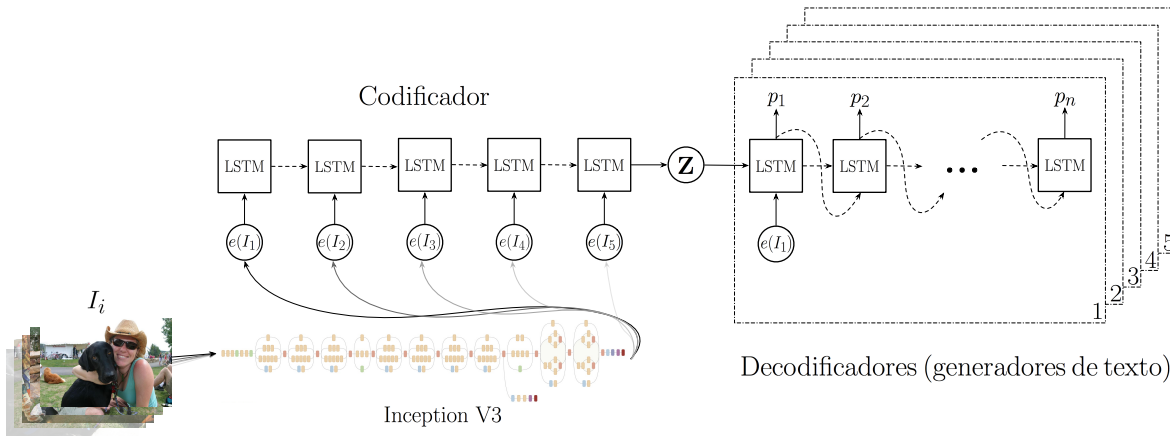 Codificador
p1 p2 pn
LSTM LSTM LSTM LSTM LSTM Z LSTM LSTM ... LSTM
e(I1) e(I2) e(I3) e(I4) e(I5) e(I1)
1 2 3 4 5
Ii
Decodificadores (generadores de texto)
Inception V3